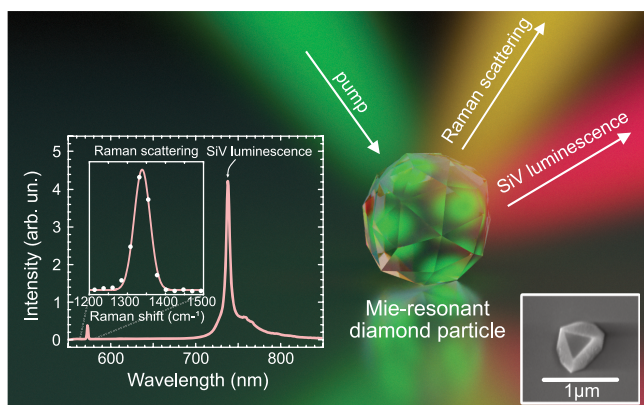 pump
Raman scattering
SiV luminescence
Raman scattering
SiV luminescence
5
4
3
2
1
0
Intensity (arb. un.)
1200 1300 1400 1500
Raman shift (cm⁻¹)
600 700 800
Wavelength (nm)
Mie-resonant
diamond particle
1μm